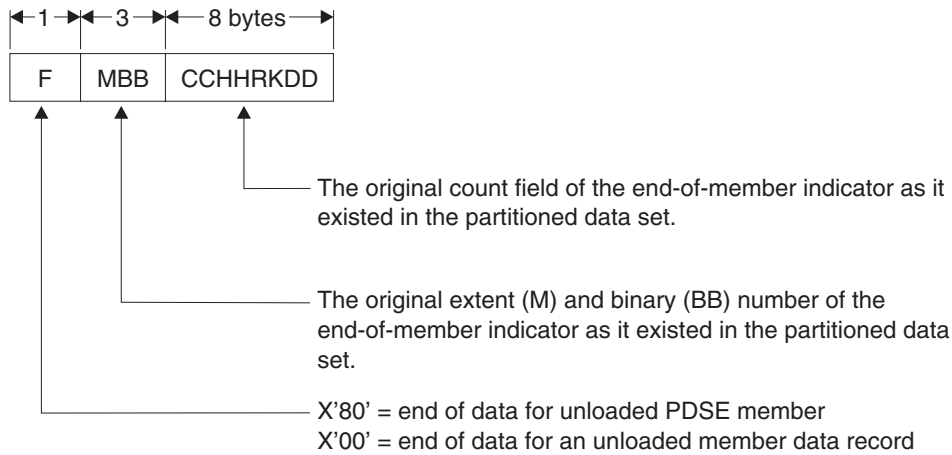 1 3 8 bytes
F MBB CCHHRKDD
The original count field of the end-of-member indicator as it
existed in the partitioned data set.
The original extent (M) and binary (BB) number of the
end-of-member indicator as it existed in the partitioned data
set.
X'80' = end of data for unloaded PDSE member
X'00' = end of data for an unloaded member data record